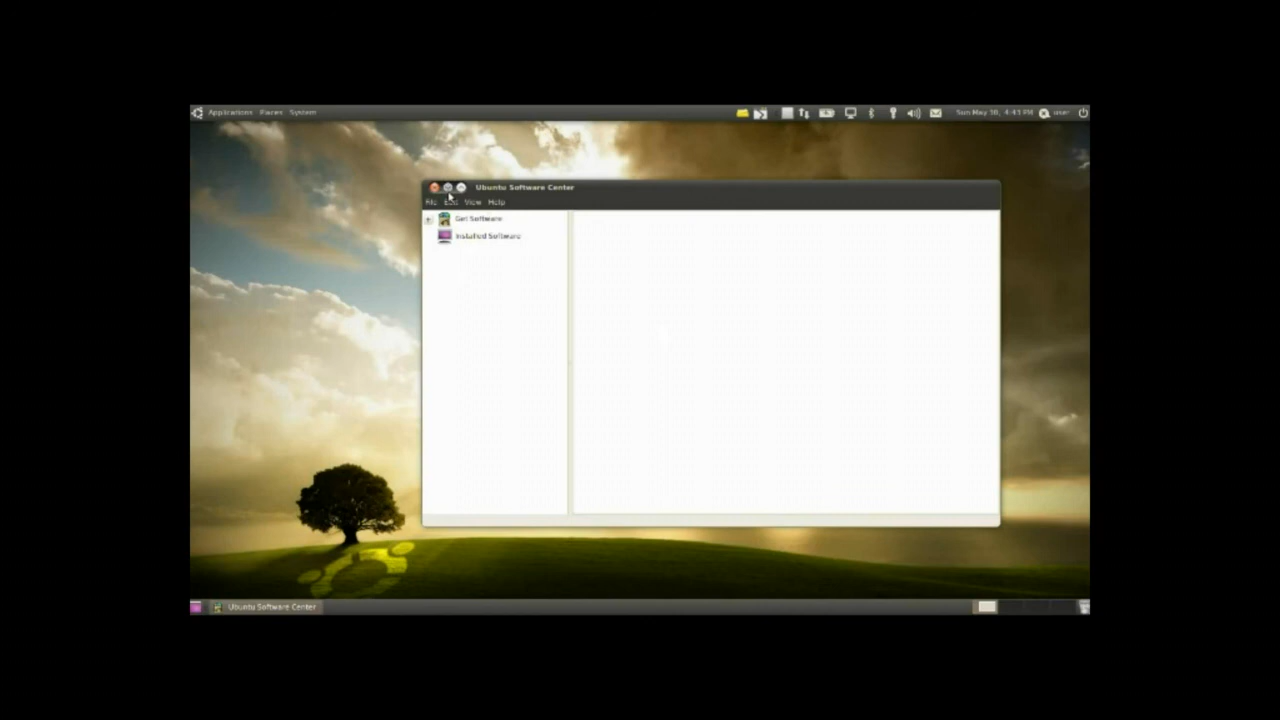 Applications Places System
Sun May 30, 4:43 PM user
Ubuntu Software Center
File Edit View Help
Get Software
Installed Software
Ubuntu Software Center